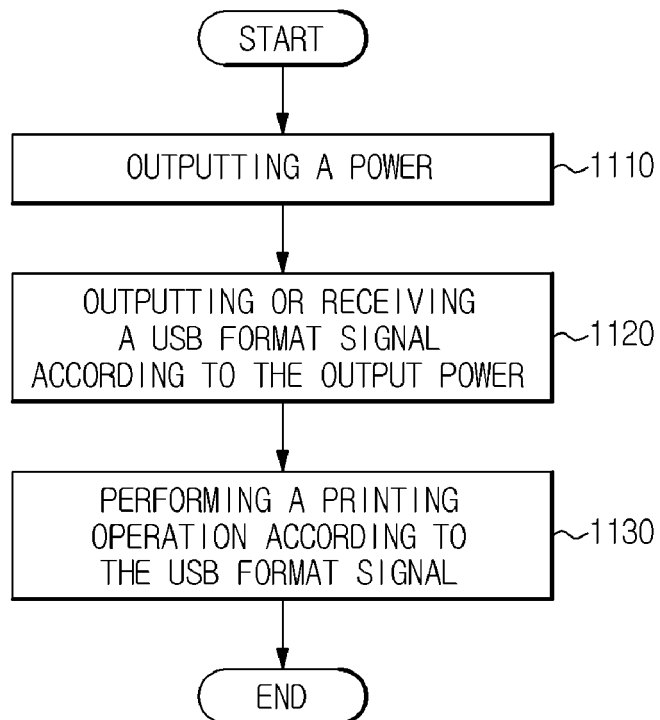 START
OUTPUTTING A POWER
1110
OUTPUTTING OR RECEIVING
A USB FORMAT SIGNAL
ACCORDING TO THE OUTPUT POWER
1120
PERFORMING A PRINTING
OPERATION ACCORDING TO
THE USB FORMAT SIGNAL
1130
END